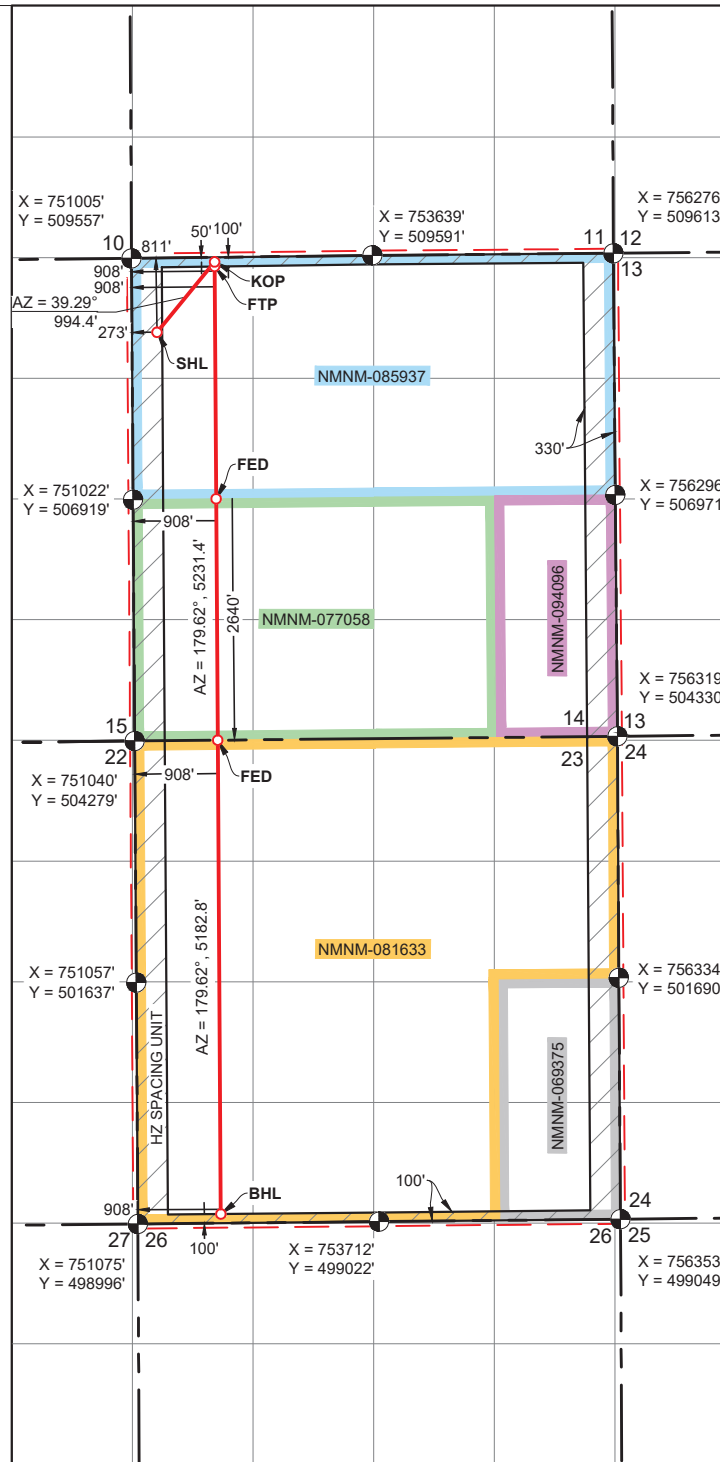 X = 751005'
Y = 509557'
X = 753639'
Y = 509591'
X = 756276
Y = 509613
10
811'
50'
100'
11
12
13
908'
908'
KOP
FTP
AZ = 39.29°
994.4'
273'
SHL
NMNM-085937
330'
FED
X = 751022'
Y = 506919'
X = 756296
Y = 506971
908'
AZ = 179.62°, 5231.4'
2640'
NMNM-077058
NMNM-094096
X = 756319
Y = 504330
15
22
14
13
23
24
908'
FED
X = 751040'
Y = 504279'
NMNM-081633
AZ = 179.62°, 5182.8'
X = 751057'
Y = 501637'
X = 756334
Y = 501690
HZ SPACING UNIT
NMNM-069375
100'
BHL
908'
100'
27
26
24
26
25
X = 753712'
Y = 499022'
X = 751075'
Y = 498996'
X = 756353
Y = 499049